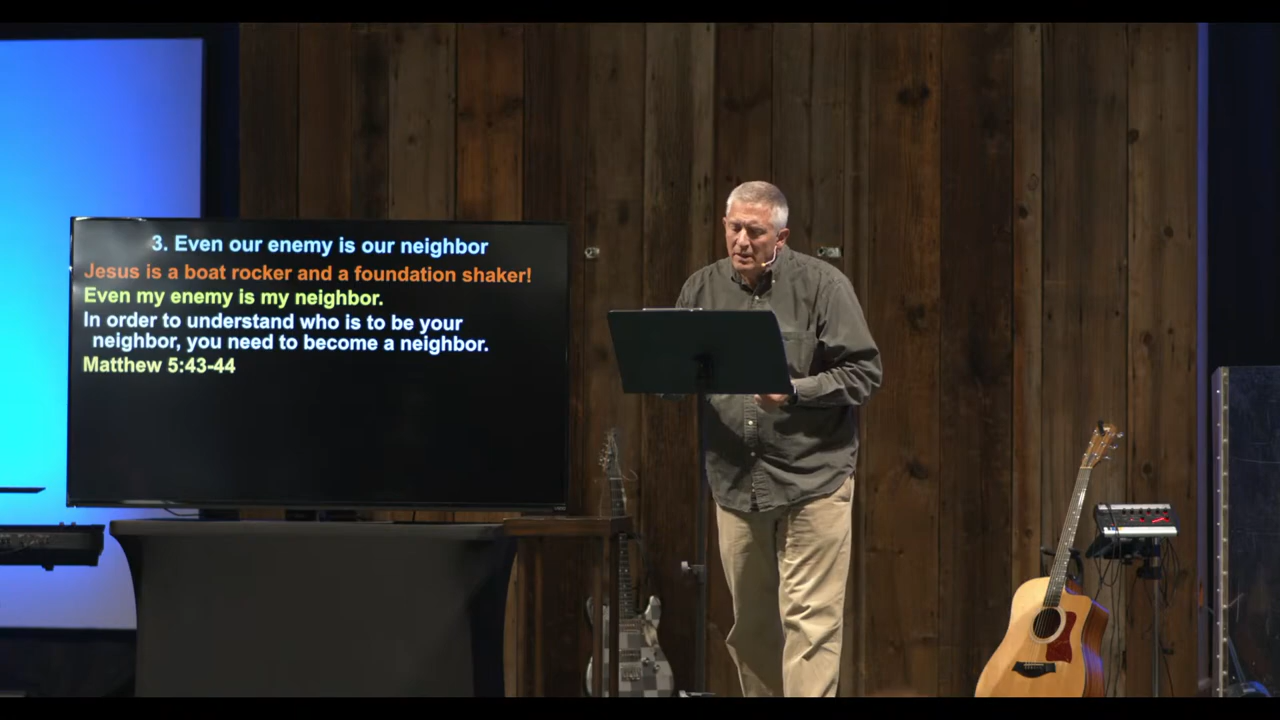 3. Even our enemy is our neighbor
Jesus is a boat rocker and a foundation shaker!
Even my enemy is my neighbor.
In order to understand who is to be your
neighbor, you need to become a neighbor.
Matthew 5:43-44